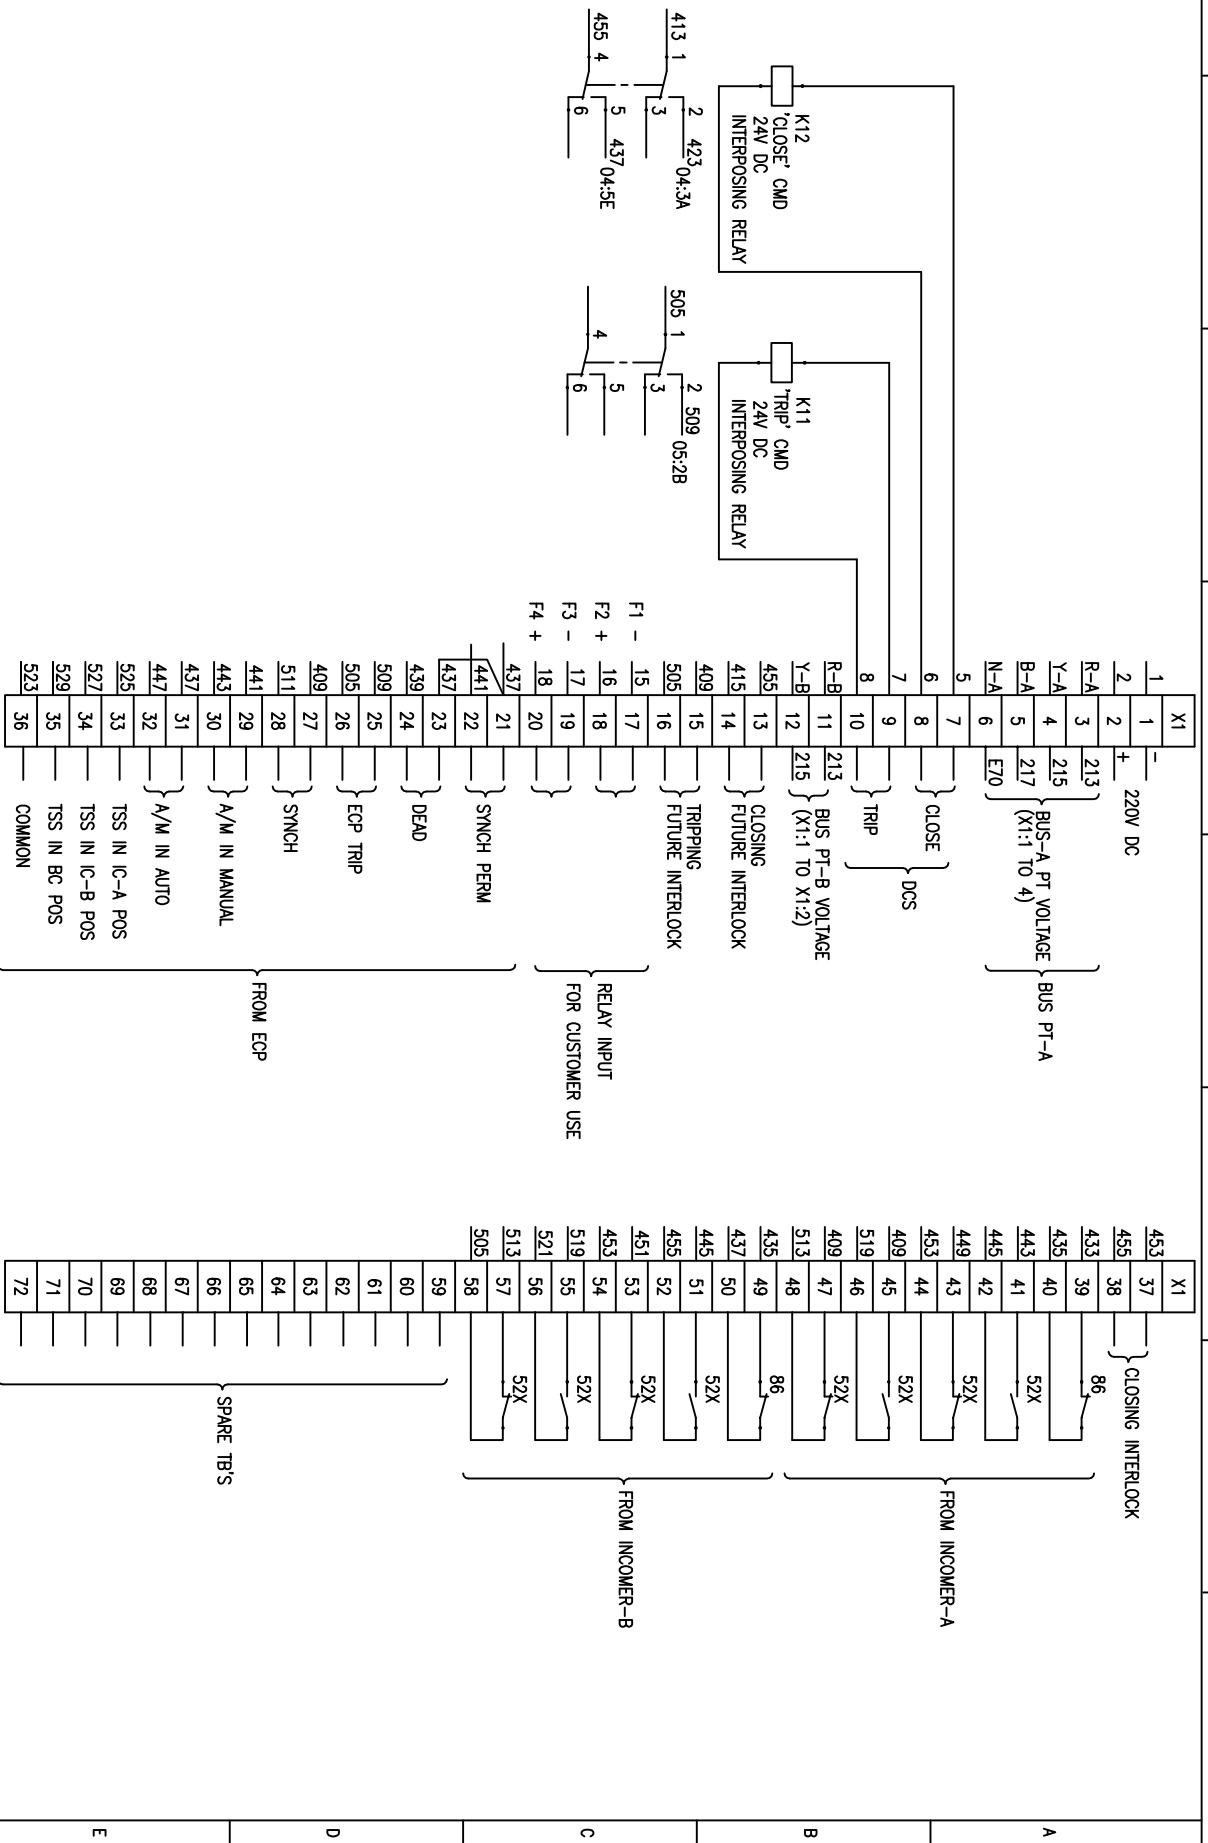 K12
'CLOSE' CMD
24V DC
INTERPOSING RELAY
413 1
2 423
3 04:3A
455 4
5 437
6 04:5E
K11
'TRIP' CMD
24V DC
INTERPOSING RELAY
505 1
2 509
3 05:2B
4
5
6
X1
1 1 -
2 2 +
220V DC
R-A 3 213
Y-A 4 215
B-A 5 217
N-A 6 E70
BUS-A PT VOLTAGE
(X1:1 TO 4)
BUS PT-A
5 7
6 8
CLOSE
7 9
8 10
TRIP
DCS
R-B 11 213
Y-B 12 215
BUS PT-B VOLTAGE
(X1:1 TO X1:2)
455 13
415 14
CLOSING
FUTURE INTERLOCK
409 15
505 16
TRIPPING
FUTURE INTERLOCK
F1 - 15 17
F2 + 16 18
F3 - 17 19
F4 + 18 20
RELAY INPUT
FOR CUSTOMER USE
437 21
441 22
SYNCH PERM
437 23
439 24
DEAD
509 25
505 26
ECP TRIP
409 27
511 28
SYNCH
441 29
443 30
A/M IN MANUAL
437 31
447 32
A/M IN AUTO
525 33 TSS IN IC-A POS
527 34 TSS IN IC-B POS
529 35 TSS IN BC POS
523 36 COMMON
FROM ECP
X1
453 37
455 38
CLOSING INTERLOCK
433 39 86
435 40
443 41 52X
445 42
449 43 52X
453 44
409 45 52X
519 46
409 47 52X
513 48
FROM INCOMER-A
435 49 86
437 50
445 51 52X
455 52
451 53 52X
453 54
519 55 52X
521 56
513 57 52X
505 58
FROM INCOMER-B
59
60
61
62
63
64
65
66
67
68
69
70
71
72
SPARE TB'S
A
B
C
D
E